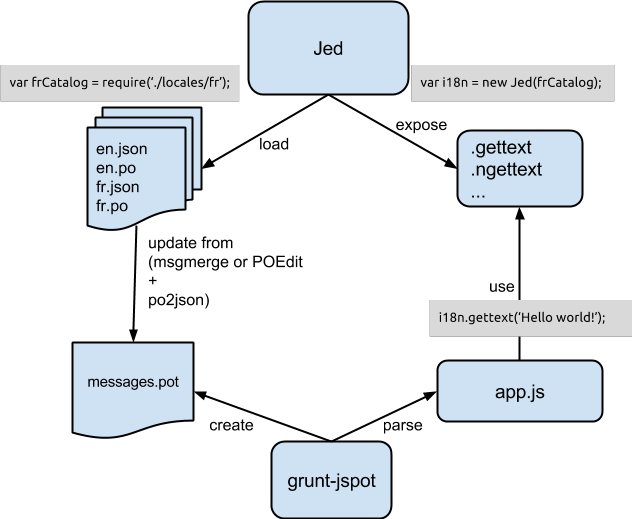 Jed
var frCatalog = require(‘./locales/fr’);
var i18n = new Jed(frCatalog);
load
expose
en.json
en.po
fr.json
fr.po
.gettext
.ngettext
...
update from
(msgmerge or POEdit
+
po2json)
use
i18n.gettext(‘Hello world!’);
messages.pot
app.js
create
parse
grunt-jspot